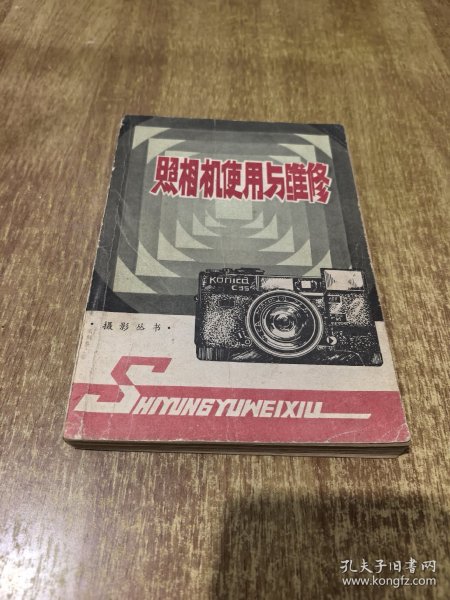 照相机使用与维修
Konica
C35
·摄影丛书·
SHIYUNGYUWEIXIU
孔夫子旧书网
www.kongfz.com